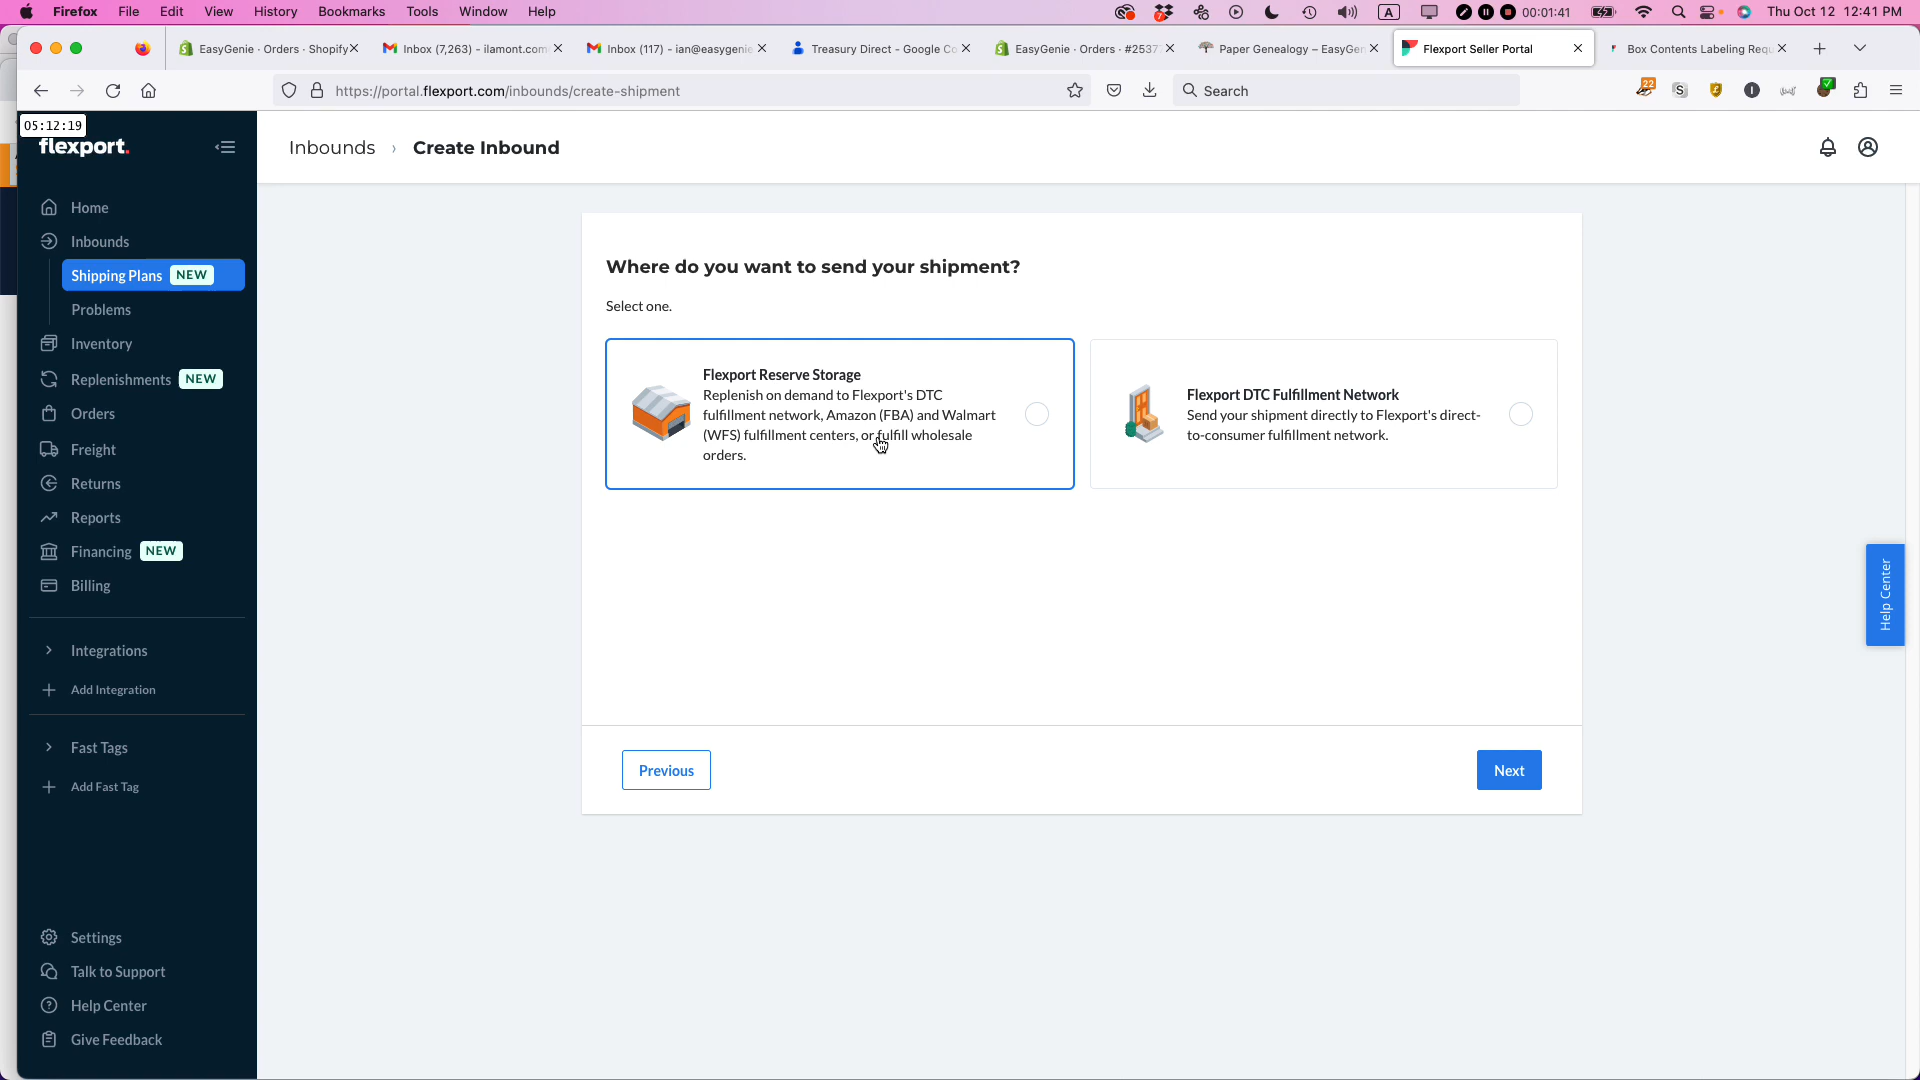 Firefox File Edit View History Bookmarks Tools Window Help 7 A 00:01:41 Thu Oct 12 12:41 PM
EasyGenie · Orders · Shopify Inbox (7,263) - ilamont.com Inbox (117) - ian@easygenie Treasury Direct - Google Co EasyGenie · Orders · #2537 Paper Genealogy – EasyGen Flexport Seller Portal Box Contents Labeling Requ
https://portal.flexport.com/inbounds/create-shipment Search 22 S
05:12:19
flexport.
Inbounds › Create Inbound
Home
Inbounds
Shipping Plans NEW
Problems
Inventory
Replenishments NEW
Orders
Freight
Returns
Reports
Financing NEW
Billing
Integrations
Add Integration
Fast Tags
Add Fast Tag
Settings
Talk to Support
Help Center
Give Feedback
Where do you want to send your shipment?
Select one.
Flexport Reserve Storage
Replenish on demand to Flexport's DTC
fulfillment network, Amazon (FBA) and Walmart
(WFS) fulfillment centers, or fulfill wholesale
orders.
Flexport DTC Fulfillment Network
Send your shipment directly to Flexport's direct-
to-consumer fulfillment network.
Previous
Next
Help Center